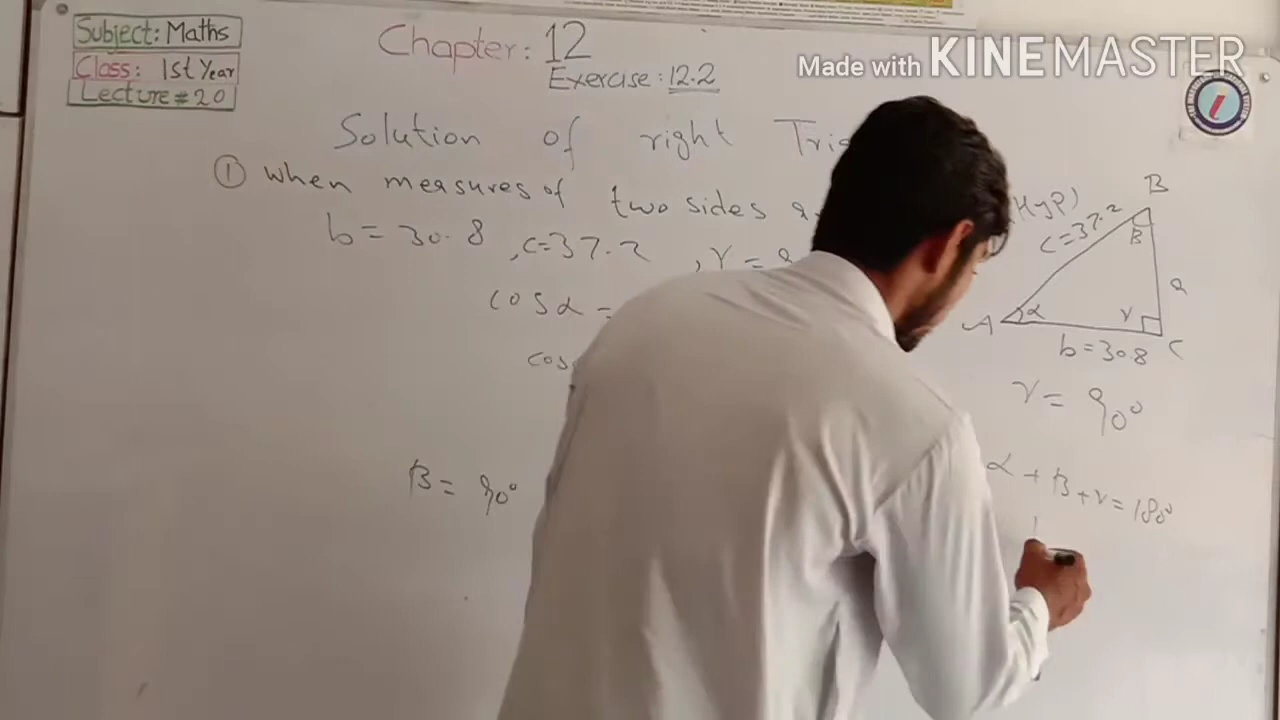 Subject: Maths
Class: 1st Year
Lecture # 20
Chapter: 12
Exercise: 12.2
Made with KINEMASTER
Solution of right
① when measures of two sides
b = 30.8 , c=37.2 , γ =
cos α =
cos
β = 90°
(Hyp)
B
c=37.2
β
a
A α γ
b=30.8 C
γ = 90°
α + β + γ = 180°